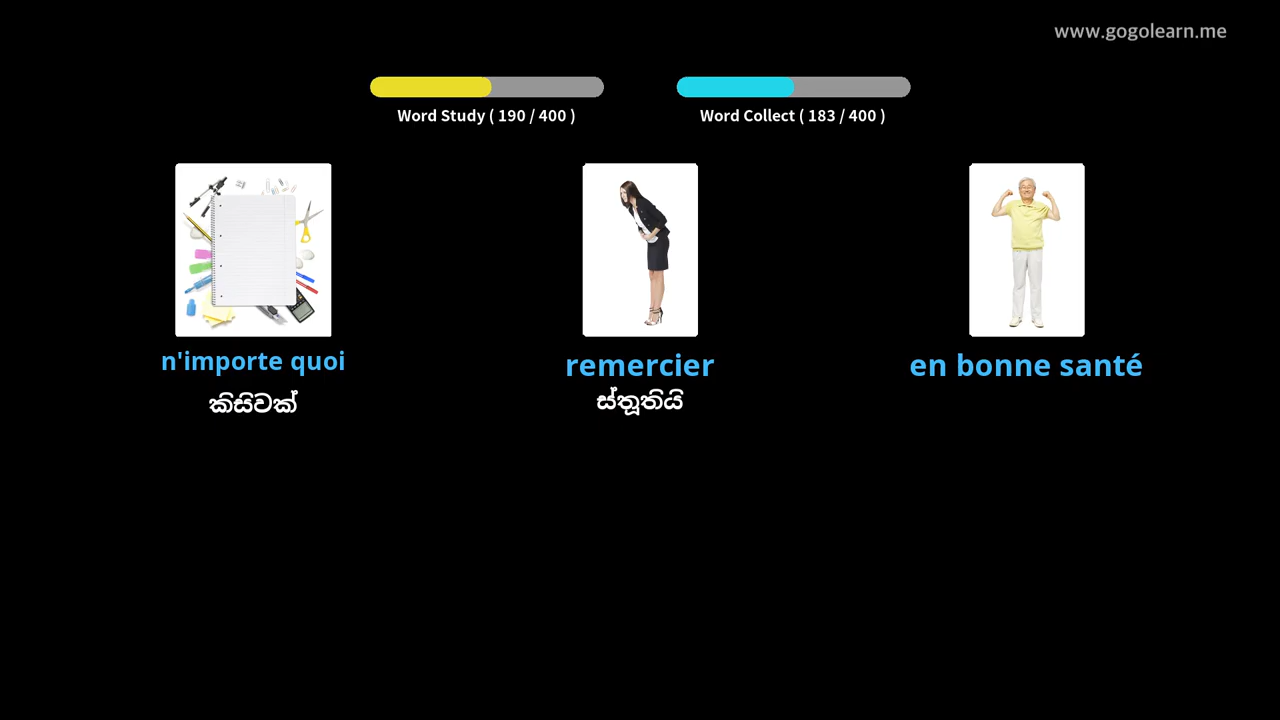 www.gogolearn.me
Word Study ( 190 / 400 )
Word Collect ( 183 / 400 )
n'importe quoi
remercier
en bonne santé
කිසිවක්
ස්තූතියි